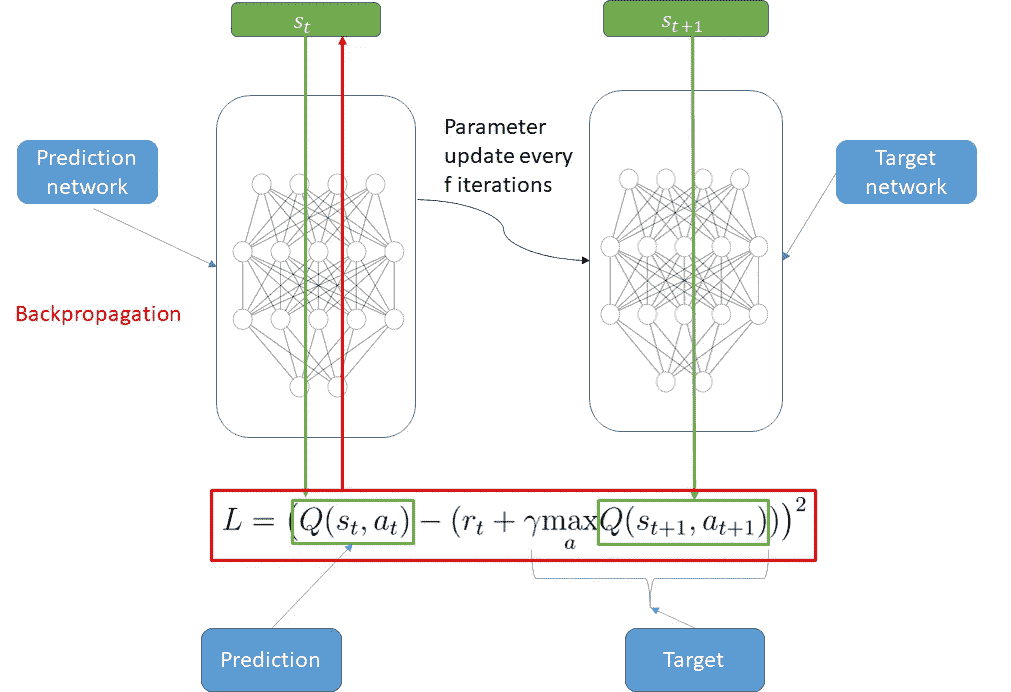 s_t
s_{t+1}
Parameter
update every
f iterations
Prediction
network
Target
network
Backpropagation
L = (Q(s_t, a_t) − (r_t + γ max_a Q(s_{t+1}, a_{t+1})))^2
Prediction
Target